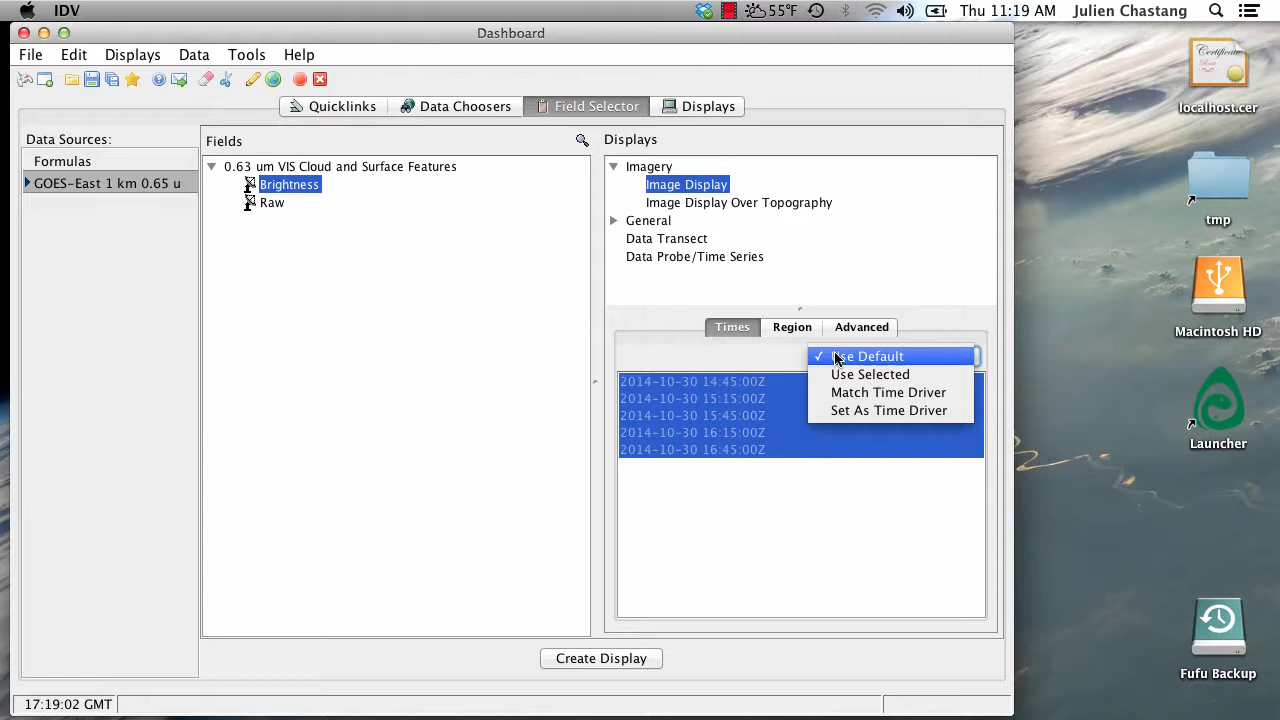 IDV
55°F
Thu 11:19 AM
Julien Chastang
Dashboard
File Edit Displays Data Tools Help
Quicklinks
Data Choosers
Field Selector
Displays
Data Sources:
Formulas
GOES-East 1 km 0.65 u
Fields
0.63 um VIS Cloud and Surface Features
Brightness
Raw
Displays
Imagery
Image Display
Image Display Over Topography
General
Data Transect
Data Probe/Time Series
Times
Region
Advanced
Use Default
Use Selected
Match Time Driver
Set As Time Driver
2014-10-30 14:45:00Z
2014-10-30 15:15:00Z
2014-10-30 15:45:00Z
2014-10-30 16:15:00Z
2014-10-30 16:45:00Z
Create Display
17:19:02 GMT
Certificate
localhost.cer
tmp
Macintosh HD
Launcher
Fufu Backup